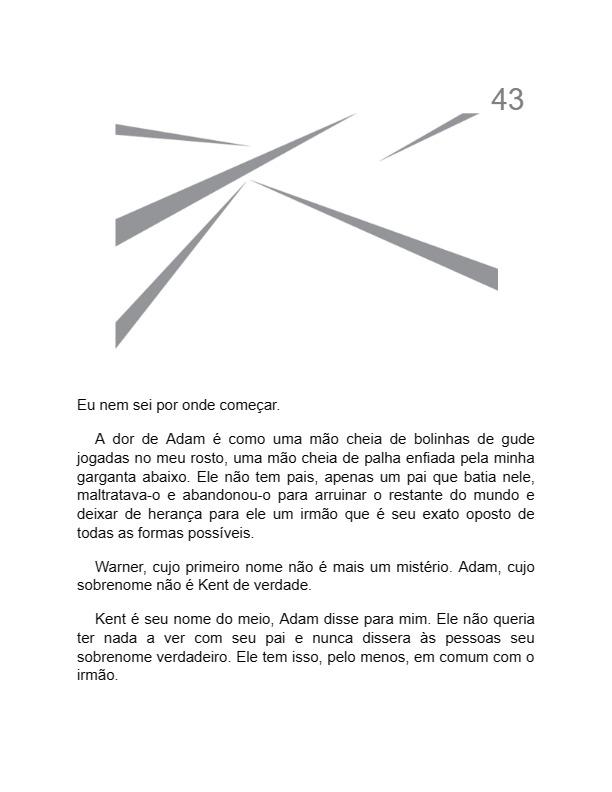 43
Eu nem sei por onde começar.
A dor de Adam é como uma mão cheia de bolinhas de gude
jogadas no meu rosto, uma mão cheia de palha enfiada pela minha
garganta abaixo. Ele não tem pais, apenas um pai que batia nele,
maltratava-o e abandonou-o para arruinar o restante do mundo e
deixar de herança para ele um irmão que é seu exato oposto de
todas as formas possíveis.
Warner, cujo primeiro nome não é mais um mistério. Adam, cujo
sobrenome não é Kent de verdade.
Kent é seu nome do meio, Adam disse para mim. Ele não queria
ter nada a ver com seu pai e nunca dissera às pessoas seu
sobrenome verdadeiro. Ele tem isso, pelo menos, em comum com o
irmão.